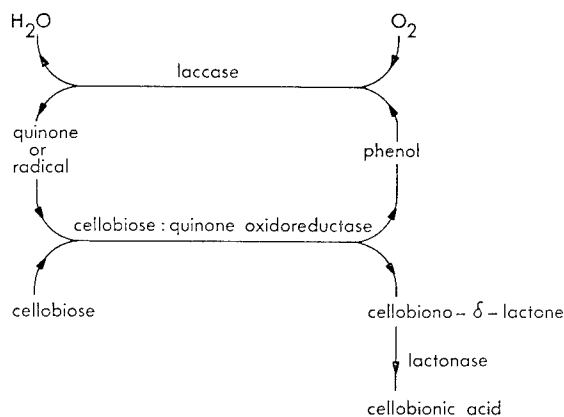 H₂O
O₂
laccase
quinone
or
radical
phenol
cellobiose : quinone oxidoreductase
cellobiose
cellobiono - δ - lactone
lactonase
cellobionic acid